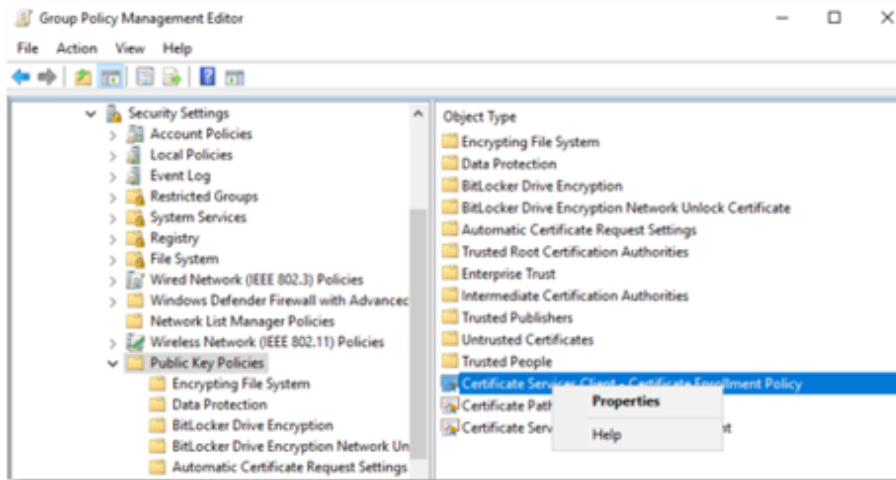 Group Policy Management Editor
File Action View Help
Security Settings
Account Policies
Local Policies
Event Log
Restricted Groups
System Services
Registry
File System
Wired Network (IEEE 802.3) Policies
Windows Defender Firewall with Advanced
Network List Manager Policies
Wireless Network (IEEE 802.11) Policies
Public Key Policies
Encrypting File System
Data Protection
BitLocker Drive Encryption
BitLocker Drive Encryption Network Un
Automatic Certificate Request Settings
Object Type
Encrypting File System
Data Protection
BitLocker Drive Encryption
BitLocker Drive Encryption Network Unlock Certificate
Automatic Certificate Request Settings
Trusted Root Certification Authorities
Enterprise Trust
Intermediate Certification Authorities
Trusted Publishers
Untrusted Certificates
Trusted People
Certificate Services Client - Certificate Enrollment Policy
Certificate Path
Certificate Serv nt
Properties
Help